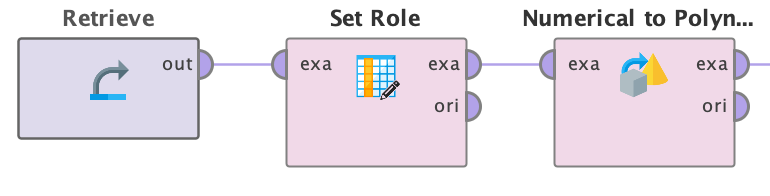 Retrieve
Set Role
Numerical to Polyn...
out
exa
exa
exa
exa
ori
ori